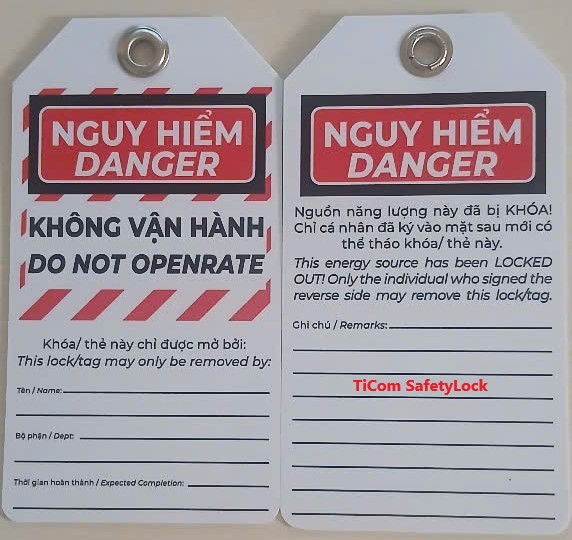 NGUY HIỂM
DANGER
KHÔNG VẬN HÀNH
DO NOT OPENRATE
Khóa/ thẻ này chỉ được mở bởi:
This lock/tag may only be removed by:
Tên / Name:
Bộ phận / Dept:
Thời gian hoàn thành / Expected Completion:
NGUY HIỂM
DANGER
Nguồn năng lượng này đã bị KHÓA!
Chỉ cá nhân đã ký vào mặt sau mới có
thể tháo khóa/ thẻ này.
This energy source has been LOCKED
OUT! Only the individual who signed the
reverse side may remove this lock/tag.
Ghi chú / Remarks:
TiCom SafetyLock